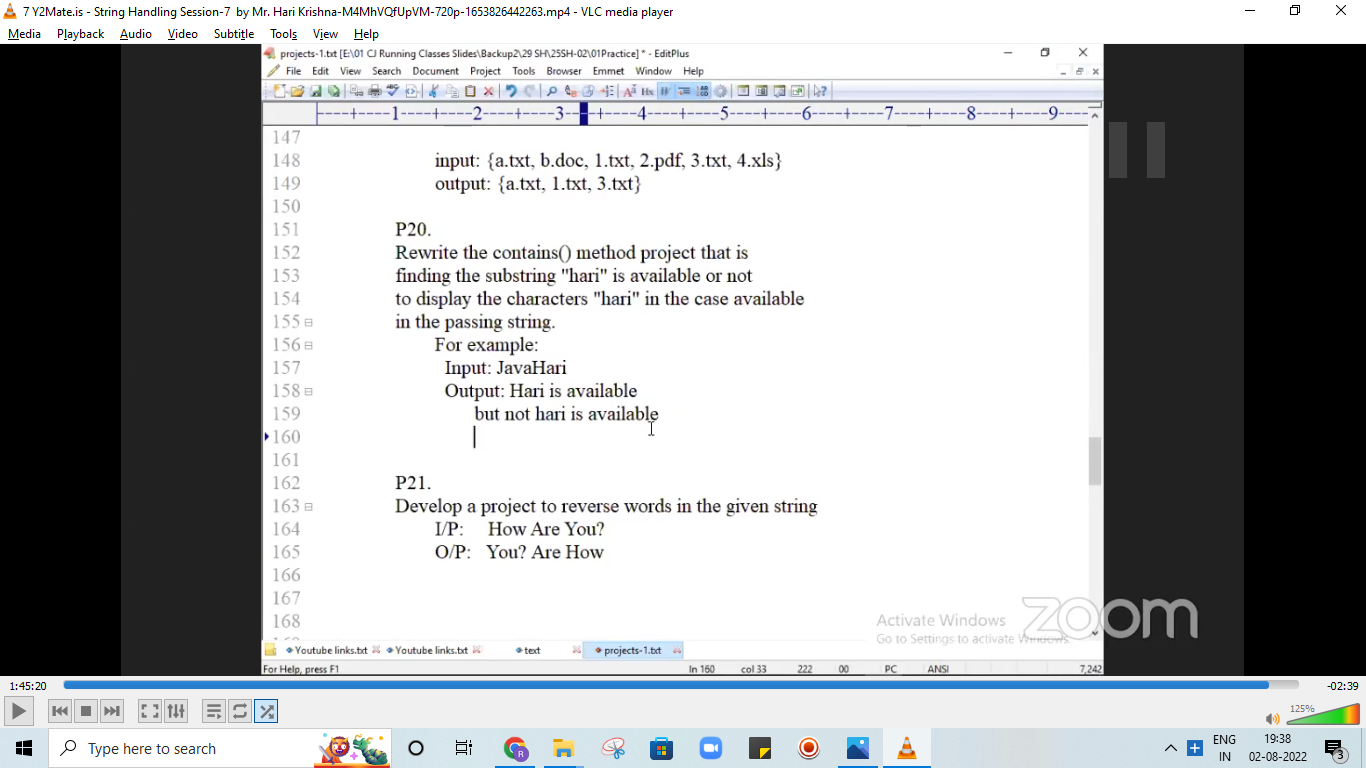 7 Y2Mate.is - String Handling Session-7  by Mr. Hari Krishna-M4MhVQfUpVM-720p-1653826442263.mp4 - VLC media player
Media Playback Audio Video Subtitle Tools View Help
projects-1.txt [E:\01 CJ Running Classes Slides\Backup2\29 SH\25SH-02\01Practice] * - EditPlus
File Edit View Search Document Project Tools Browser Emmet Window Help
----+----1----+----2----+----3----+----4----+----5----+----6----+----7----+----8----+----9----
147
148 input: {a.txt, b.doc, 1.txt, 2.pdf, 3.txt, 4.xls}
149 output: {a.txt, 1.txt, 3.txt}
150
151 P20.
152 Rewrite the contains() method project that is
153 finding the substring "hari" is available or not
154 to display the characters "hari" in the case available
155 in the passing string.
156 For example:
157 Input: JavaHari
158 Output: Hari is available
159 but not hari is available
160
161
162 P21.
163 Develop a project to reverse words in the given string
164 I/P: How Are You?
165 O/P: You? Are How
166
167
168
Activate Windows
Go to Settings to activate Windows.
zoom
Youtube links.txt Youtube links.txt text projects-1.txt
For Help, press F1 ln 160 col 33 222 00 PC ANSI 7,242
1:45:20 -02:39
125%
Type here to search
ENG 19:38
IN 02-08-2022 3